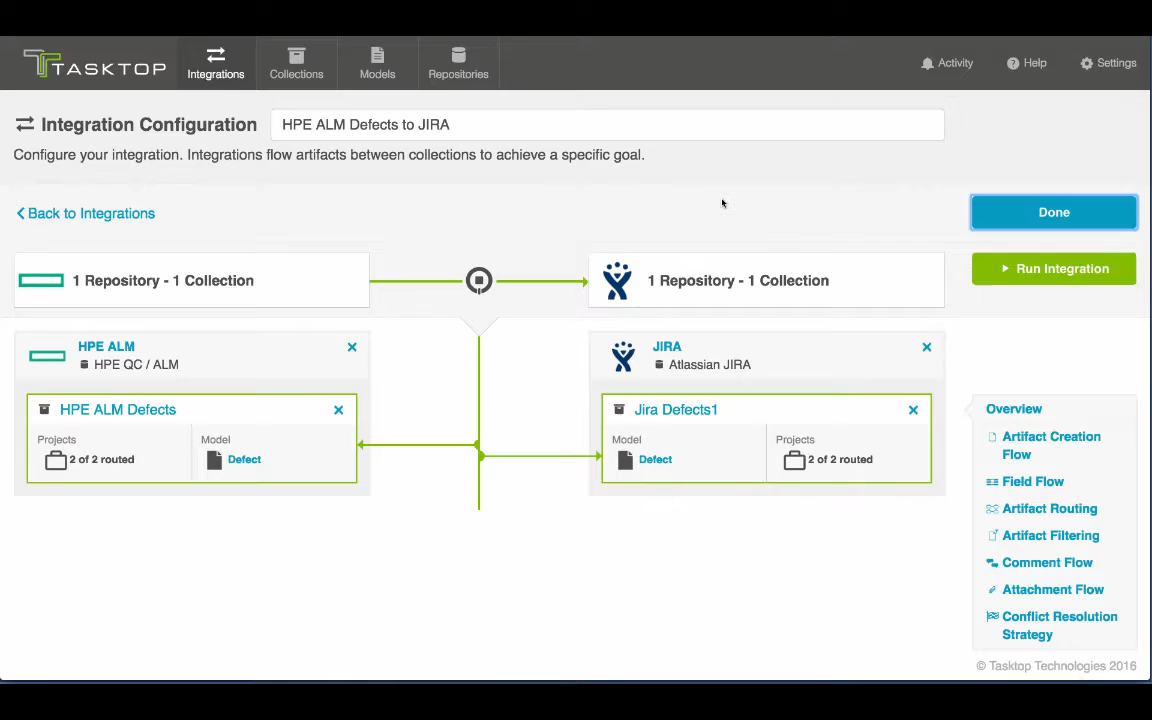 TASKTOP
Integrations
Collections
Models
Repositories
Activity
Help
Settings
Integration Configuration
HPE ALM Defects to JIRA
Configure your integration. Integrations flow artifacts between collections to achieve a specific goal.
Back to Integrations
Done
1 Repository - 1 Collection
1 Repository - 1 Collection
Run Integration
HPE ALM
HPE QC / ALM
HPE ALM Defects
Projects
2 of 2 routed
Model
Defect
JIRA
Atlassian JIRA
Jira Defects1
Model
Defect
Projects
2 of 2 routed
Overview
Artifact Creation
Flow
Field Flow
Artifact Routing
Artifact Filtering
Comment Flow
Attachment Flow
Conflict Resolution
Strategy
© Tasktop Technologies 2016